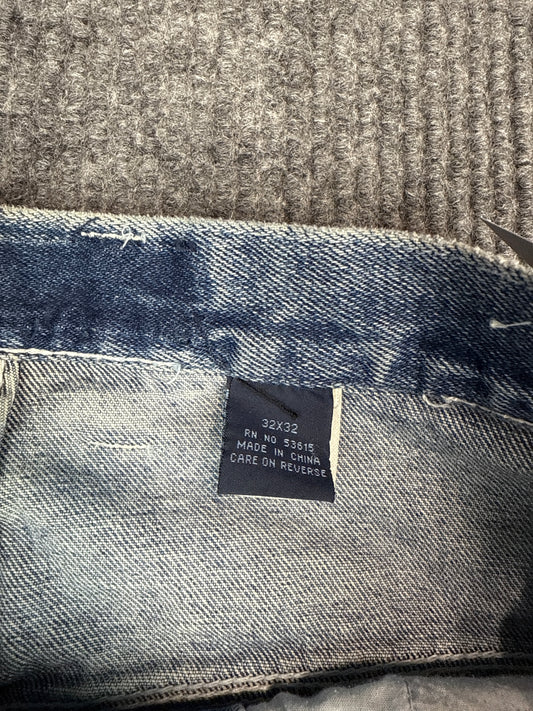 32X32
RN NO 53615
MADE IN CHINA
CARE ON REVERSE